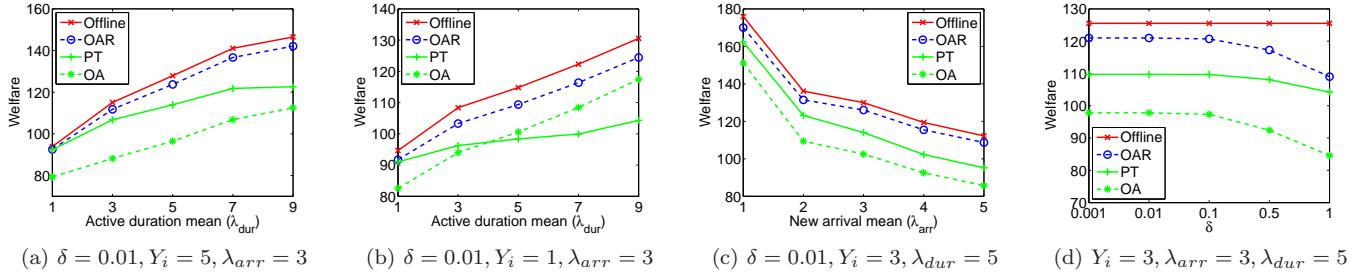 Offline
OAR
PT
OA
Welfare
160
140
120
100
80
1 3 5 7 9
Active duration mean (λdur)
(a) δ = 0.01, Yi = 5, λarr = 3
Offline
OAR
PT
OA
Welfare
140
130
120
110
100
90
80
1 3 5 7 9
Active duration mean (λdur)
(b) δ = 0.01, Yi = 1, λarr = 3
Offline
OAR
PT
OA
Welfare
180
160
140
120
100
80
1 2 3 4 5
New arrival mean (λarr)
(c) δ = 0.01, Yi = 3, λdur = 5
Offline
OAR
PT
OA
Welfare
130
120
110
100
90
80
70
0.001 0.01 0.1 0.5 1
δ
(d) Yi = 3, λarr = 3, λdur = 5